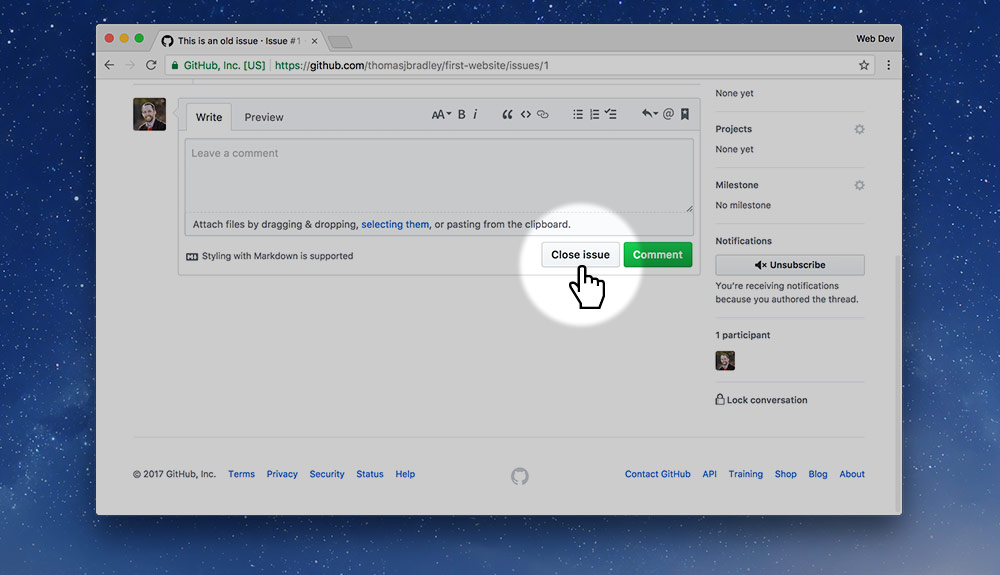 This is an old issue · Issue #1
Web Dev
GitHub, Inc. [US] | https://github.com/thomasjbradley/first-website/issues/1
None yet
Write
Preview
AA B i
Leave a comment
Attach files by dragging & dropping, selecting them, or pasting from the clipboard.
Styling with Markdown is supported
Close issue
Comment
Projects
None yet
Milestone
No milestone
Notifications
Unsubscribe
You’re receiving notifications
because you authored the thread.
1 participant
Lock conversation
© 2017 GitHub, Inc. Terms Privacy Security Status Help
Contact GitHub API Training Shop Blog About